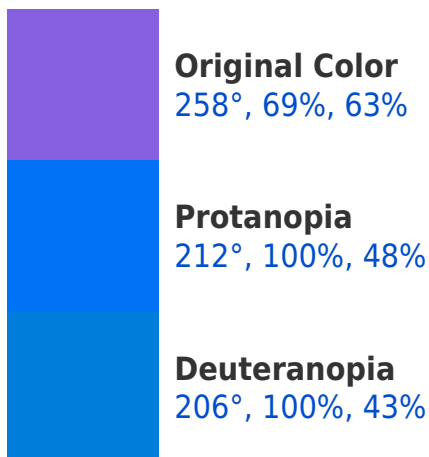 Original Color
258°, 69%, 63%
Protanopia
212°, 100%, 48%
Deuteranopia
206°, 100%, 43%